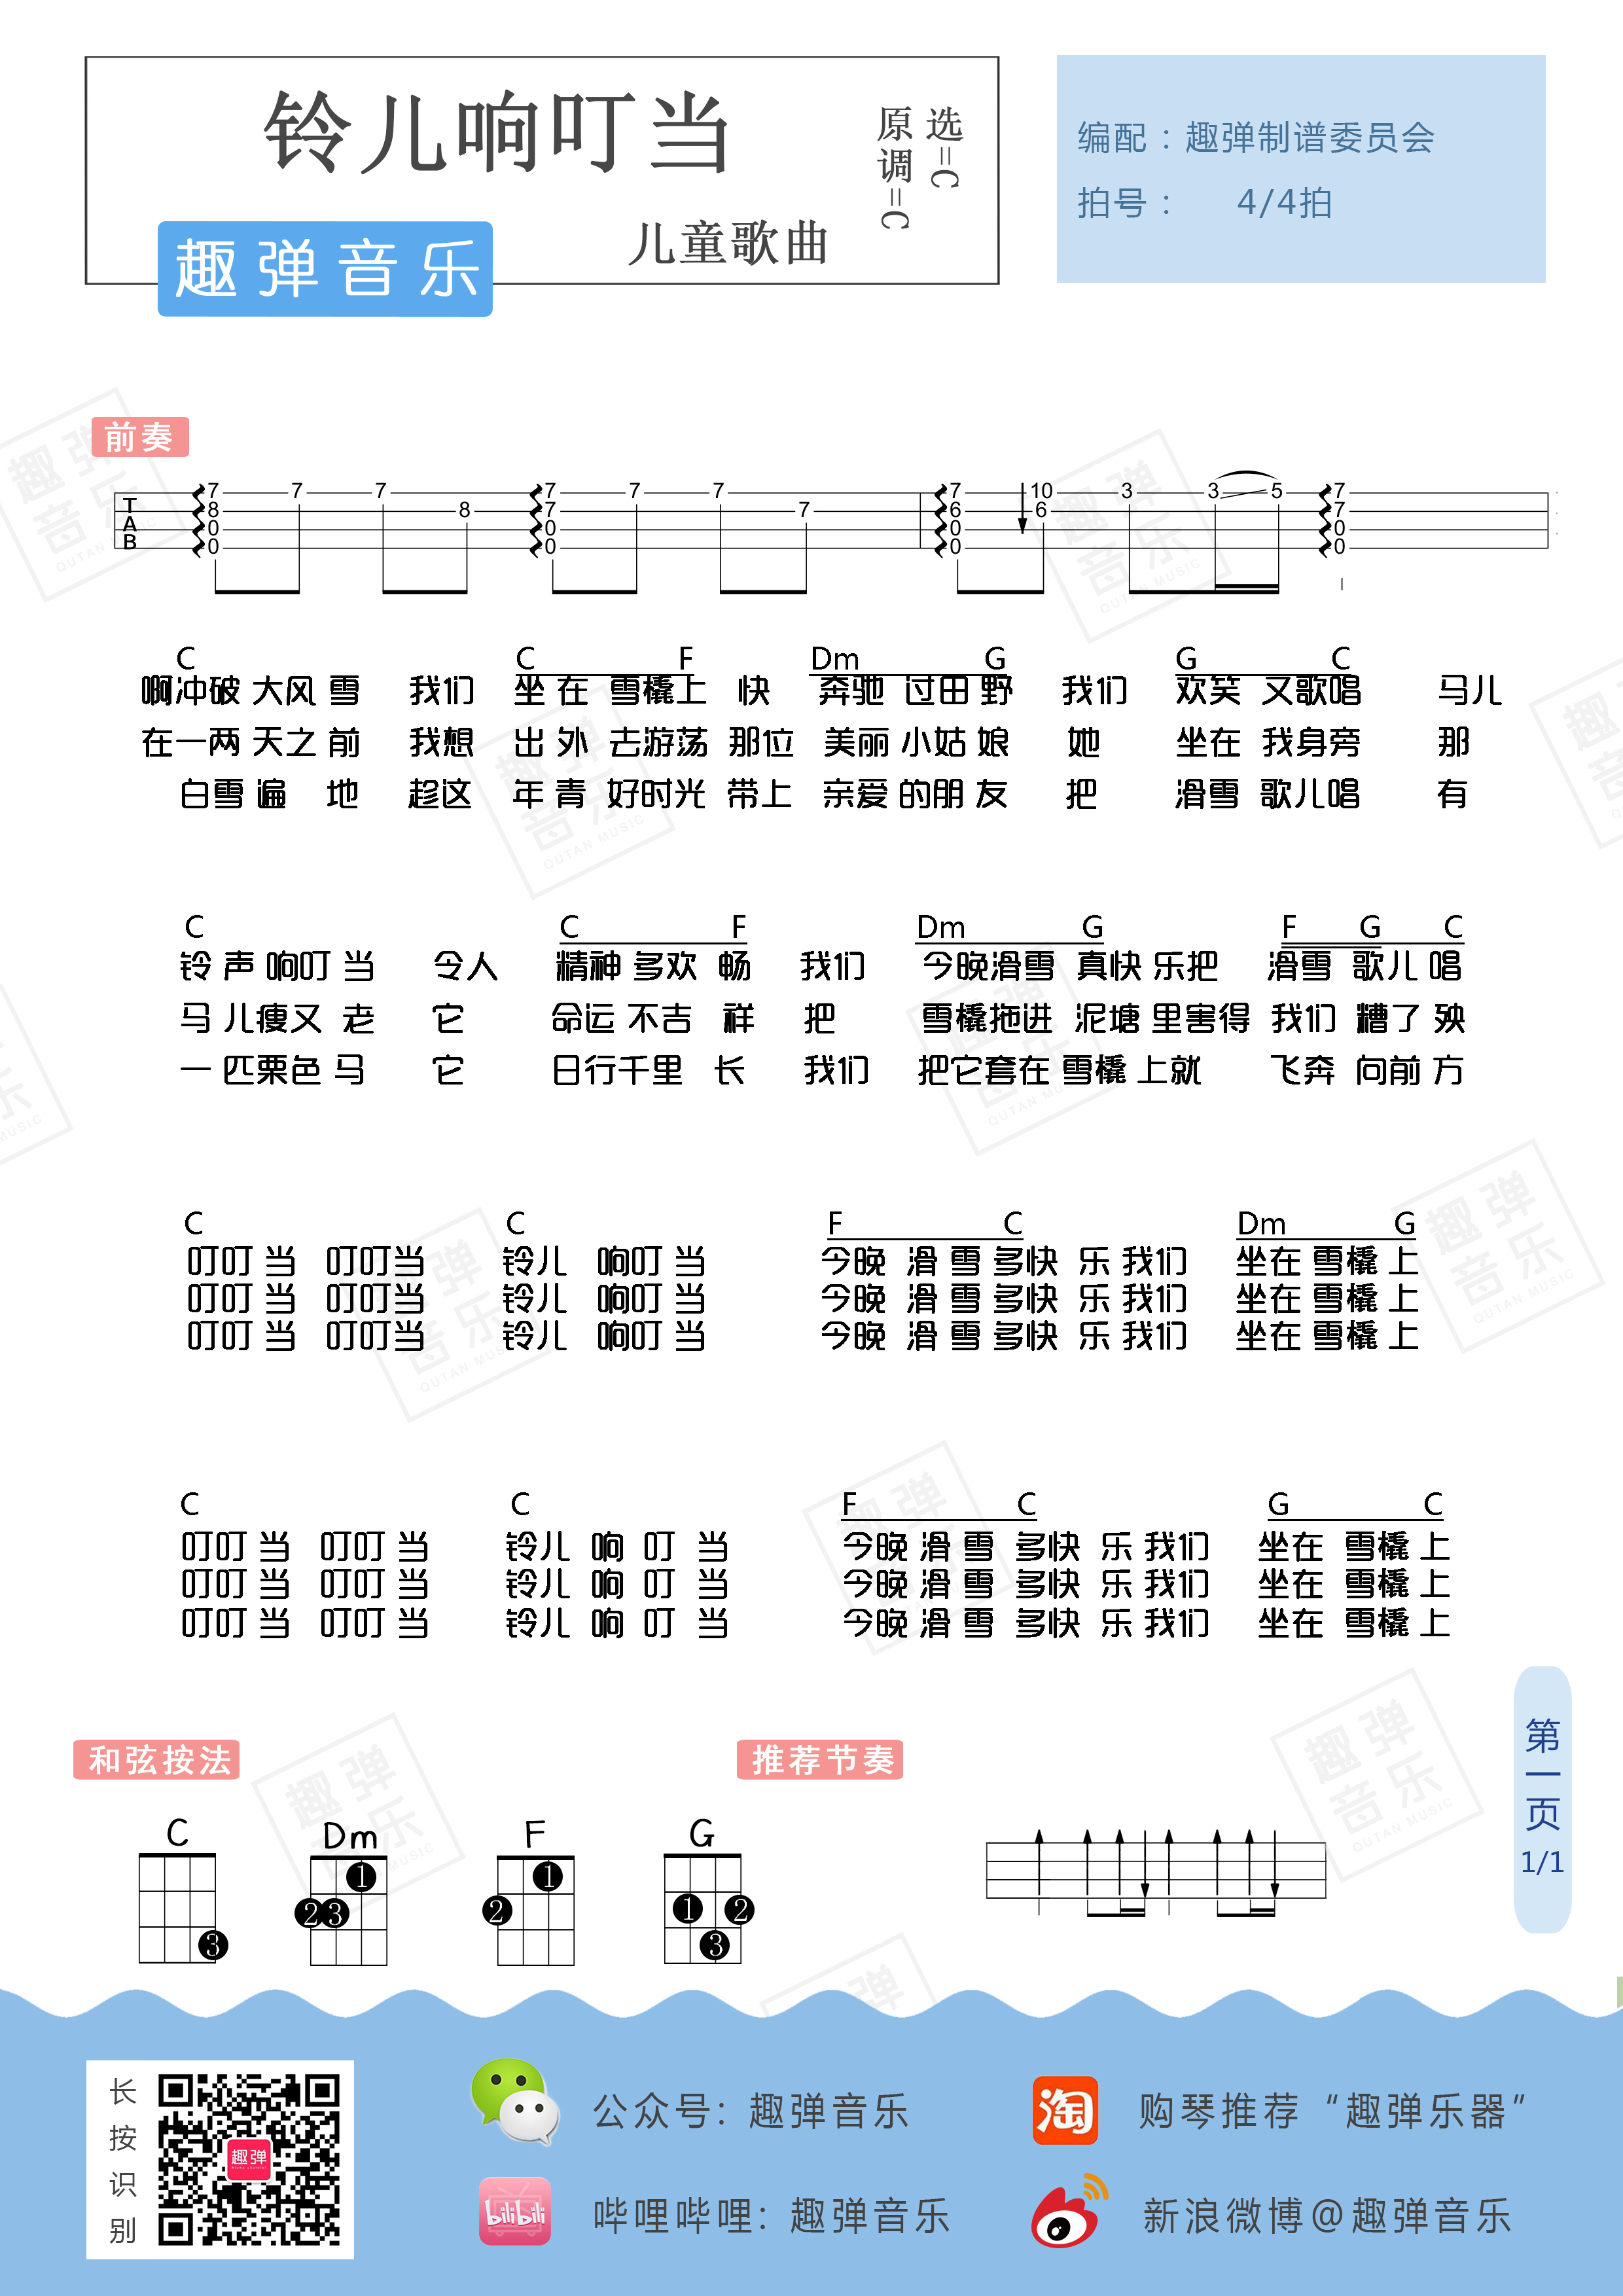 铃儿响叮当
原调=C
选=C
儿童歌曲
趣弹音乐
编配：趣弹制谱委员会
拍号： 4/4拍
前奏
7 7 7 7 7 7 7 10 3 3 5 7
T 8 8 7 7 6 6 7
A 0 0 0 0
B 0 0 0 0
C C F Dm G G C
啊冲破 大风 雪 我们 坐 在 雪橇上 快 奔驰 过田 野 我们 欢笑 又歌唱 马儿
在一两 天之 前 我想 出 外 去游荡 那位 美丽 小姑 娘 她 坐在 我身旁 那
白雪 遍 地 趁这 年 青 好时光 带上 亲爱 的朋 友 把 滑雪 歌儿唱 有
C C F Dm G F G C
铃 声 响叮 当 令人 精神 多欢 畅 我们 今晚滑雪 真快 乐把 滑雪 歌儿 唱
马 儿瘦又 老 它 命运 不吉 祥 把 雪橇拖进 泥塘 里害得 我们 糟了 殃
一 匹栗色 马 它 日行千里 长 我们 把它套在 雪橇 上就 飞奔 向前 方
C C F C Dm G
叮叮 当 叮叮当 铃儿 响叮 当 今晚 滑 雪 多快 乐 我们 坐在 雪橇 上
叮叮 当 叮叮当 铃儿 响叮 当 今晚 滑 雪 多快 乐 我们 坐在 雪橇 上
叮叮 当 叮叮当 铃儿 响叮 当 今晚 滑 雪 多快 乐 我们 坐在 雪橇 上
C C F C G C
叮叮 当 叮叮 当 铃儿 响 叮 当 今晚 滑 雪 多快 乐 我们 坐在 雪橇 上
叮叮 当 叮叮 当 铃儿 响 叮 当 今晚 滑 雪 多快 乐 我们 坐在 雪橇 上
叮叮 当 叮叮 当 铃儿 响 叮 当 今晚 滑 雪 多快 乐 我们 坐在 雪橇 上
和弦按法
推荐节奏
C Dm F G
3
1 2 3
1 2
1 2 3
第一页
1/1
长按识别
趣弹
公众号：趣弹音乐
淘
购琴推荐“趣弹乐器”
bilibili
哔哩哔哩：趣弹音乐
新浪微博@趣弹音乐
趣弹音乐
QUTAN MUSIC